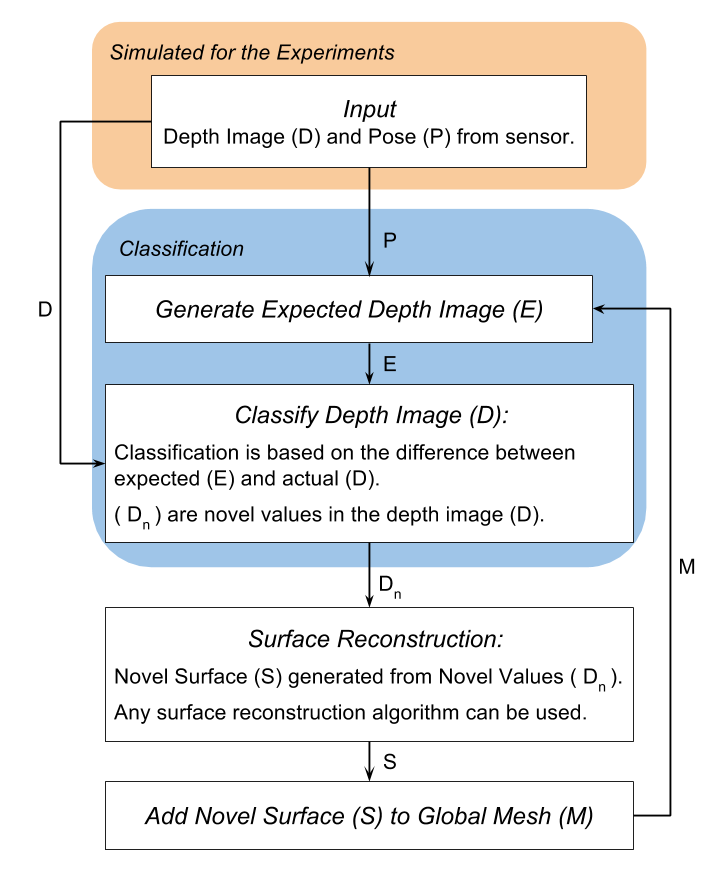 Simulated for the Experiments
Input
Depth Image (D) and Pose (P) from sensor.
P
Classification
D
Generate Expected Depth Image (E)
E
Classify Depth Image (D):
Classification is based on the difference between
expected (E) and actual (D).
( Dn ) are novel values in the depth image (D).
M
Dn
Surface Reconstruction:
Novel Surface (S) generated from Novel Values ( Dn ).
Any surface reconstruction algorithm can be used.
S
Add Novel Surface (S) to Global Mesh (M)